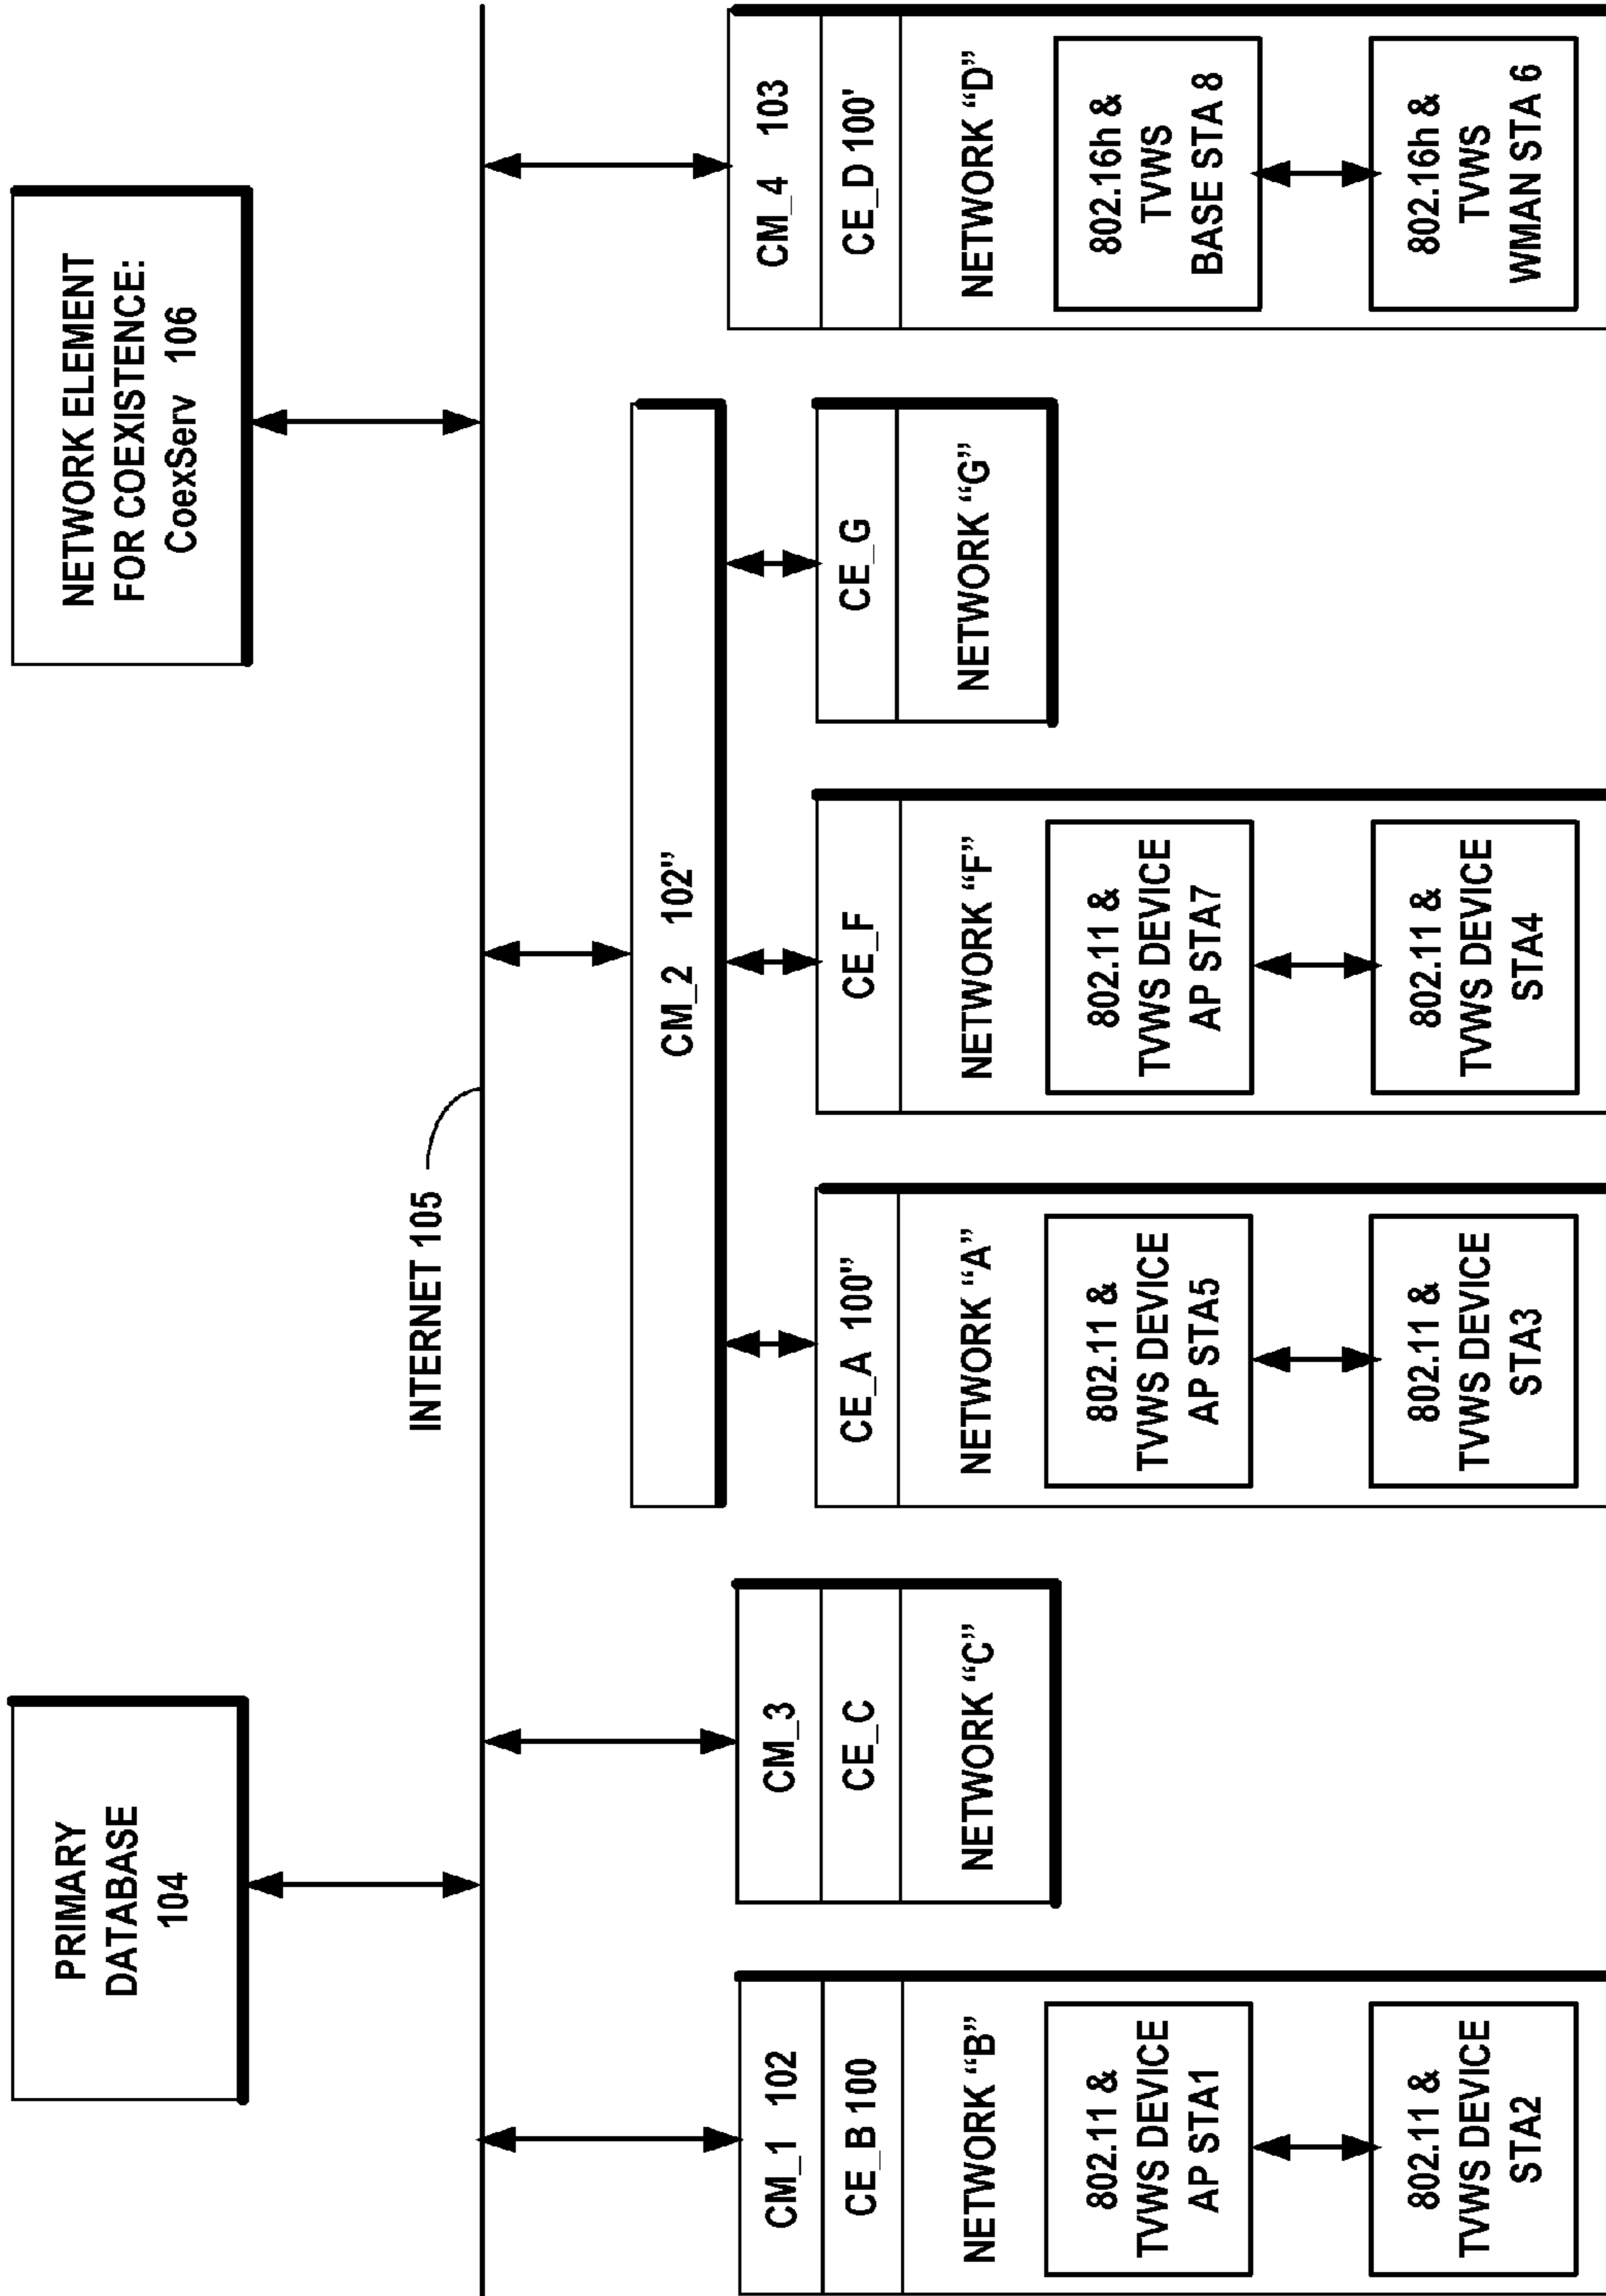 PRIMARY
DATABASE
104
NETWORK ELEMENT
FOR COEXISTENCE:
CoexServ 106
INTERNET 105
CM_1 102
CE_B 100
NETWORK “B”
802.11 &
TVWS DEVICE
AP STA1
802.11 &
TVWS DEVICE
STA2
CM_3
CE_C
NETWORK “C”
CM_2 102”
CE_A 100”
NETWORK “A”
802.11 &
TVWS DEVICE
AP STA5
802.11 &
TVWS DEVICE
STA3
CE_F
NETWORK “F”
802.11 &
TVWS DEVICE
AP STA7
802.11 &
TVWS DEVICE
STA4
CE_G
NETWORK “G”
CM_4 103
CE_D 100'
NETWORK “D”
802.16h &
TVWS
BASE STA 8
802.16h &
TVWS
WMAN STA 6